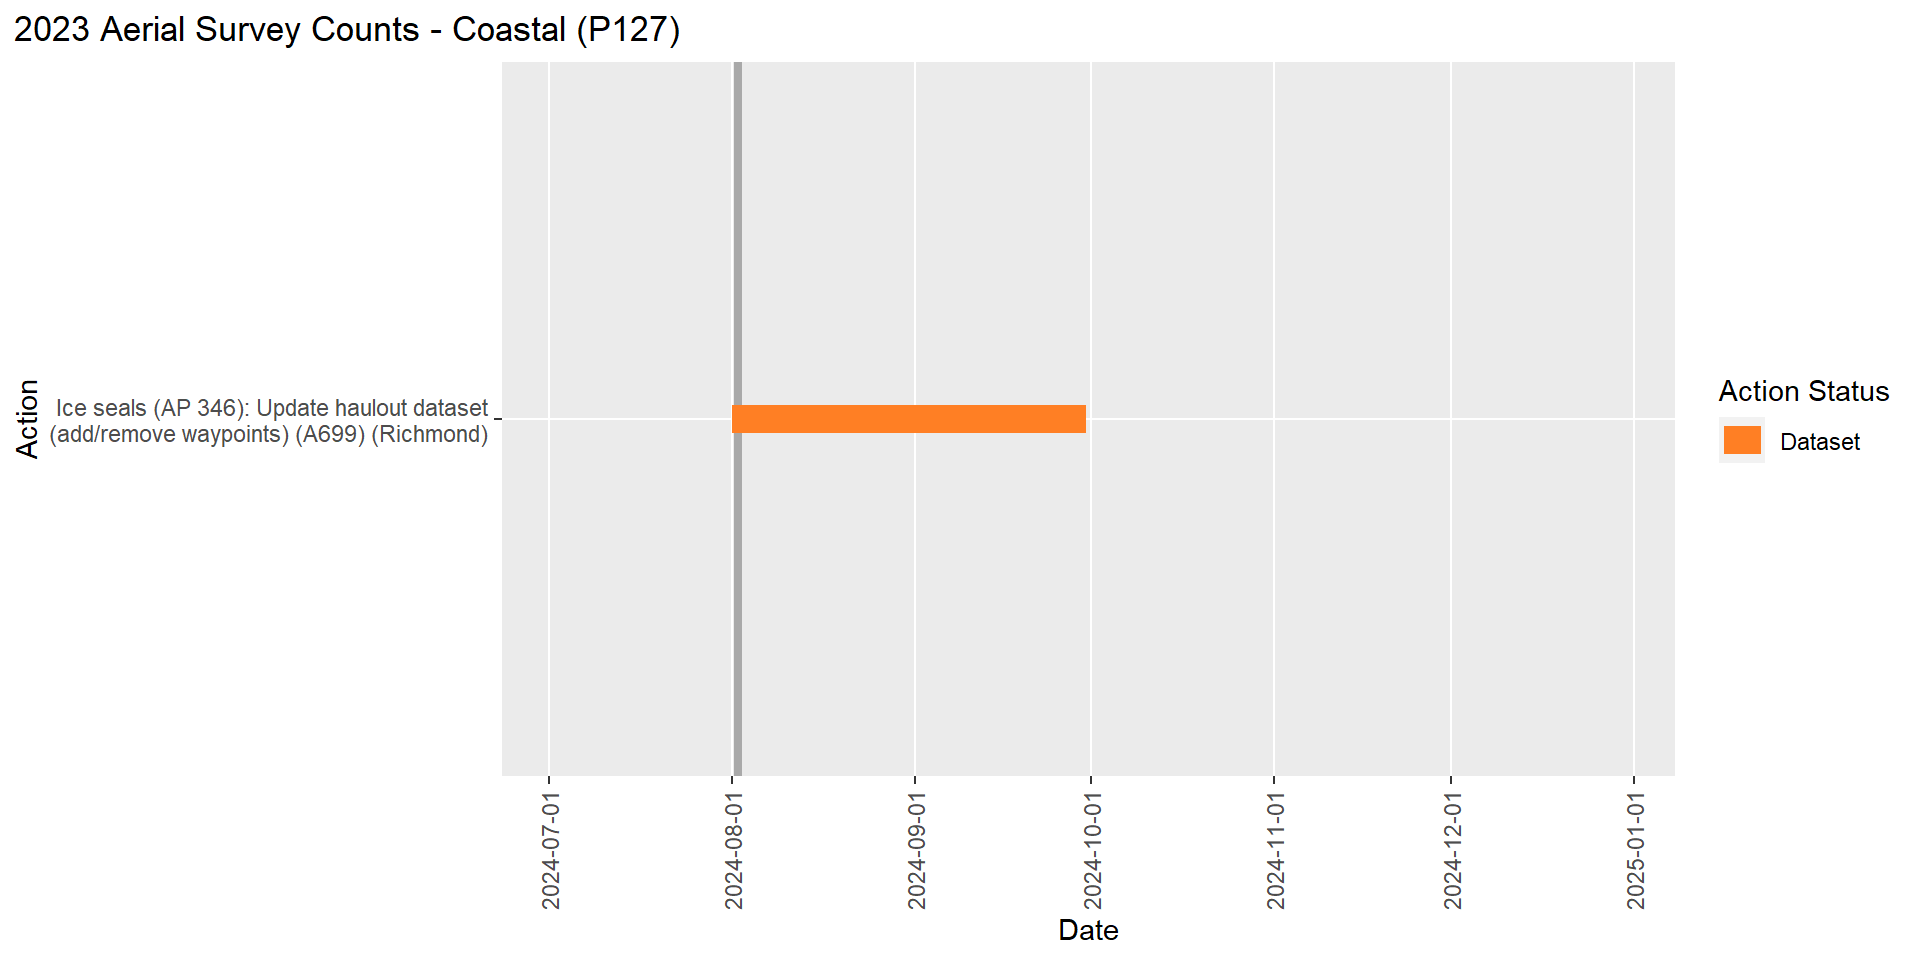 2023 Aerial Survey Counts - Coastal (P127)
Action
Ice seals (AP 346): Update haulout dataset
(add/remove waypoints) (A699) (Richmond)
Action Status
Dataset
2024-07-01
2024-08-01
2024-09-01
2024-10-01
2024-11-01
2024-12-01
2025-01-01
Date